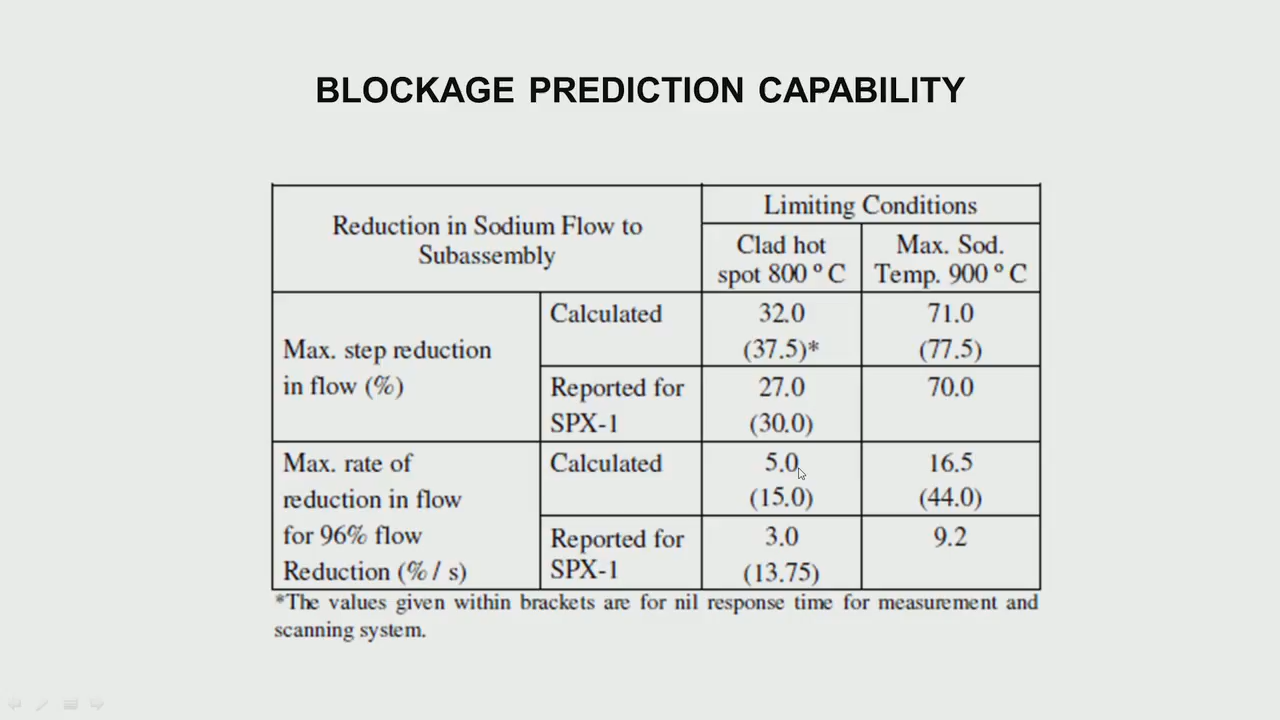 BLOCKAGE PREDICTION CAPABILITY
Reduction in Sodium Flow to
Subassembly
Limiting Conditions
Clad hot
spot 800 º C
Max. Sod.
Temp. 900 º C
Max. step reduction
in flow (%)
Calculated
32.0
(37.5)*
71.0
(77.5)
Reported for
SPX-1
27.0
(30.0)
70.0
Max. rate of
reduction in flow
for 96% flow
Reduction (% / s)
Calculated
5.0
(15.0)
16.5
(44.0)
Reported for
SPX-1
3.0
(13.75)
9.2
*The values given within brackets are for nil response time for measurement and
scanning system.